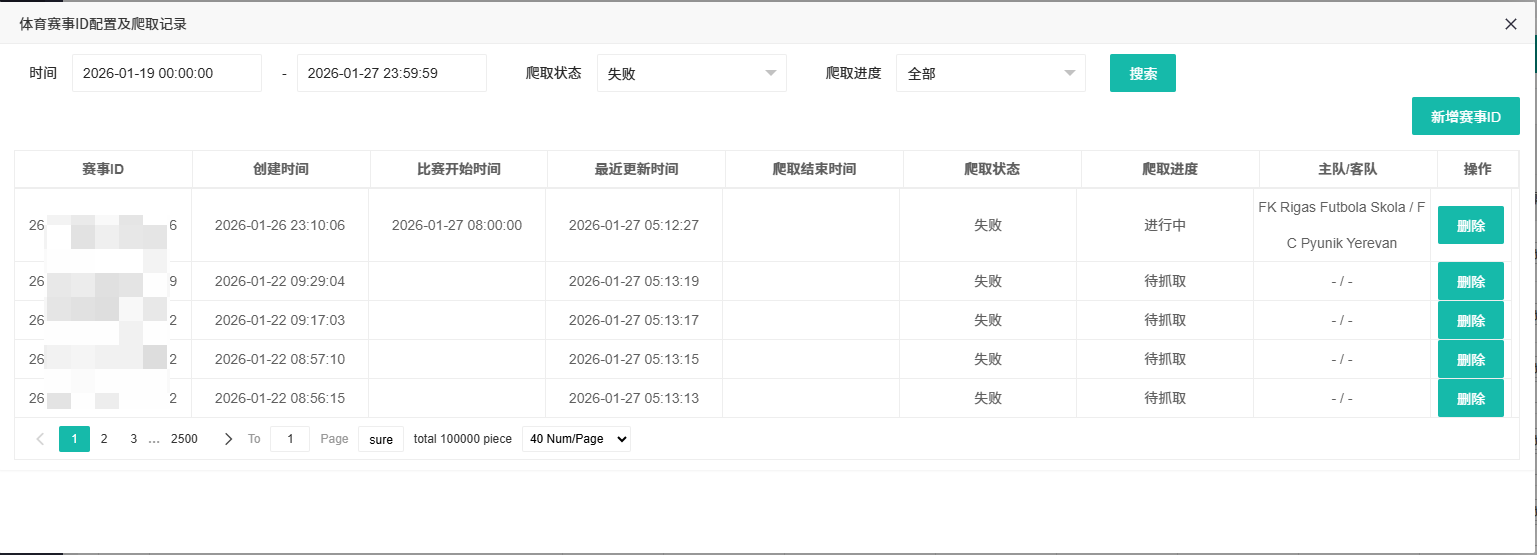 体育赛事ID配置及爬取记录
时间 2026-01-19 00:00:00 - 2026-01-27 23:59:59 爬取状态 失败 爬取进度 全部 搜索
新增赛事ID
赛事ID 创建时间 比赛开始时间 最近更新时间 爬取结束时间 爬取状态 爬取进度 主队/客队 操作
26 6 2026-01-26 23:10:06 2026-01-27 08:00:00 2026-01-27 05:12:27 失败 进行中 FK Rigas Futbola Skola / F
C Pyunik Yerevan 删除
26 9 2026-01-22 09:29:04 2026-01-27 05:13:19 失败 待抓取 - / - 删除
26 2 2026-01-22 09:17:03 2026-01-27 05:13:17 失败 待抓取 - / - 删除
26 2 2026-01-22 08:57:10 2026-01-27 05:13:15 失败 待抓取 - / - 删除
26 2 2026-01-22 08:56:15 2026-01-27 05:13:13 失败 待抓取 - / - 删除
1 2 3 ... 2500 To 1 Page sure total 100000 piece 40 Num/Page